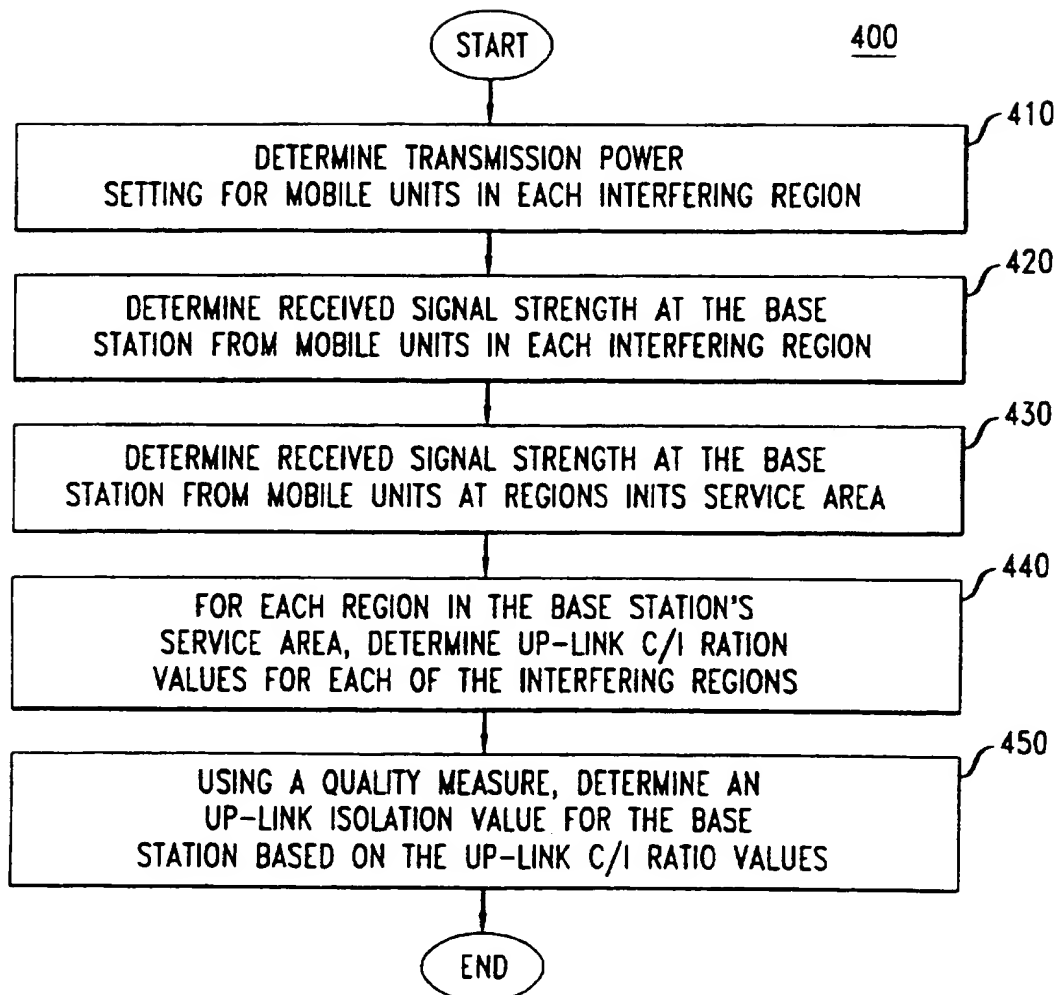 START
400
410
DETERMINE TRANSMISSION POWER
SETTING FOR MOBILE UNITS IN EACH INTERFERING REGION
420
DETERMINE RECEIVED SIGNAL STRENGTH AT THE BASE
STATION FROM MOBILE UNITS IN EACH INTERFERING REGION
430
DETERMINE RECEIVED SIGNAL STRENGTH AT THE BASE
STATION FROM MOBILE UNITS AT REGIONS INITS SERVICE AREA
440
FOR EACH REGION IN THE BASE STATION'S
SERVICE AREA, DETERMINE UP-LINK C/I RATION
VALUES FOR EACH OF THE INTERFERING REGIONS
450
USING A QUALITY MEASURE, DETERMINE AN
UP-LINK ISOLATION VALUE FOR THE BASE
STATION BASED ON THE UP-LINK C/I RATIO VALUES
END